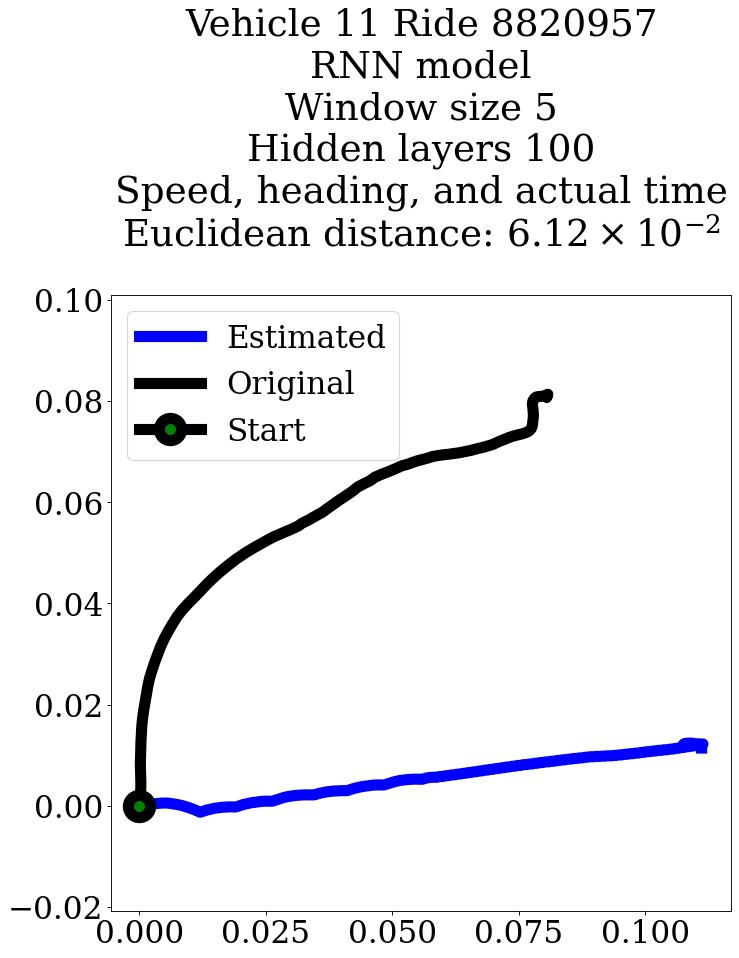 Vehicle 11 Ride 8820957
RNN model
Window size 5
Hidden layers 100
Speed, heading, and actual time
Euclidean distance: 6.12 × 10⁻²
Estimated
Original
Start
0.10
0.08
0.06
0.04
0.02
0.00
−0.02
0.000 0.025 0.050 0.075 0.100